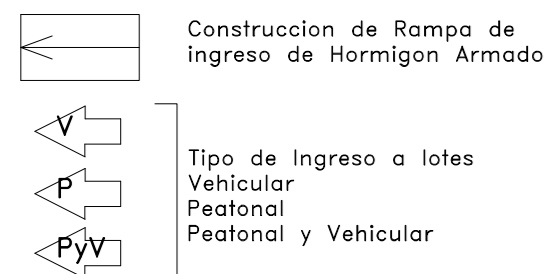 Construccion de Rampa de
ingreso de Hormigon Armado
V
P
PyV
Tipo de Ingreso a lotes
Vehicular
Peatonal
Peatonal y Vehicular